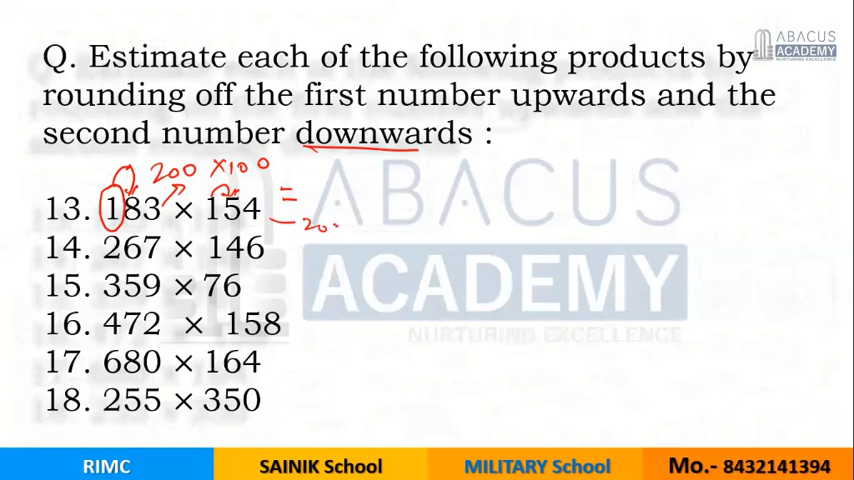 ABACUS
ACADEMY
NURTURING EXCELLENCE
Q. Estimate each of the following products by
rounding off the first number upwards and the
second number downwards :
200 ×100
13. 183 × 154 =
20
14. 267 × 146
15. 359 × 76
16. 472 × 158
17. 680 × 164
18. 255 × 350
ABACUS
ACADEMY
NURTURING EXCELLENCE
RIMC SAINIK School MILITARY School Mo.- 8432141394